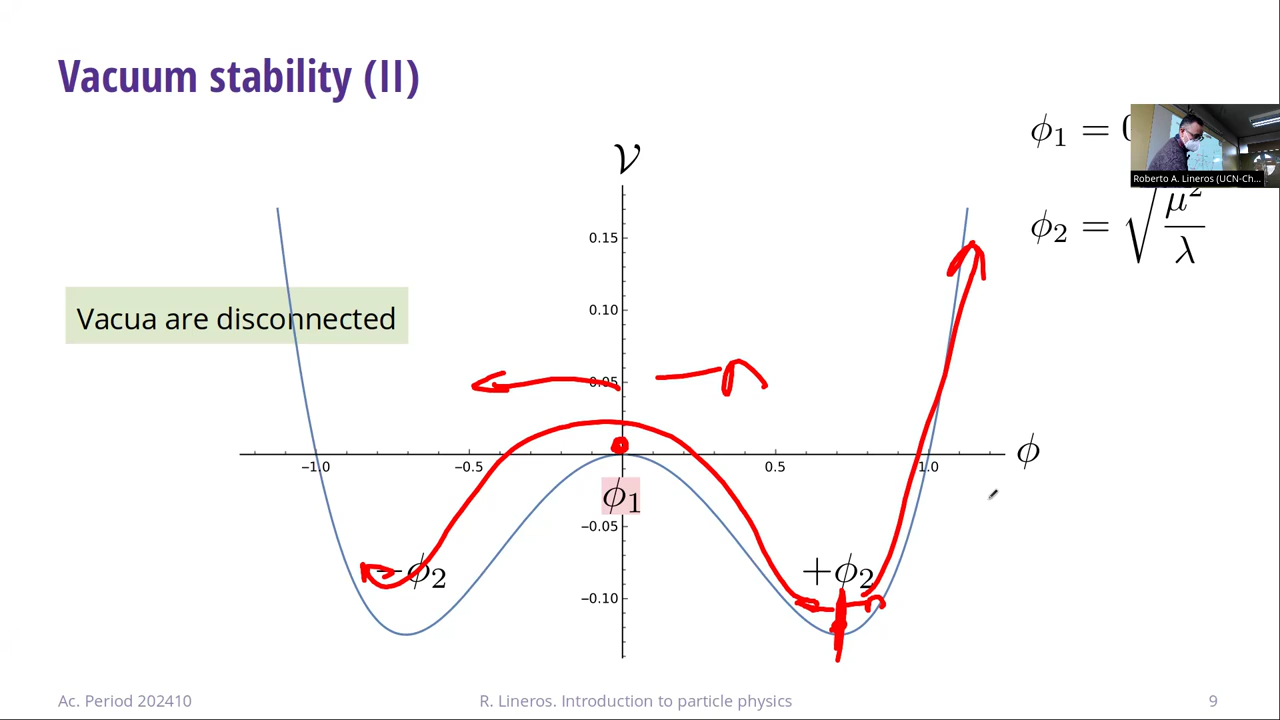 Vacuum stability (II)
𝒱
ϕ₁ = 0
Roberto A. Lineros (UCN-Ch...
ϕ₂ = √(μ²/λ)
Vacua are disconnected
0.15
0.10
0.05
−1.0 −0.5 0.5 1.0 ϕ
ϕ₁
−0.05
−ϕ₂ +ϕ₂
−0.10
Ac. Period 202410 R. Lineros. Introduction to particle physics 9